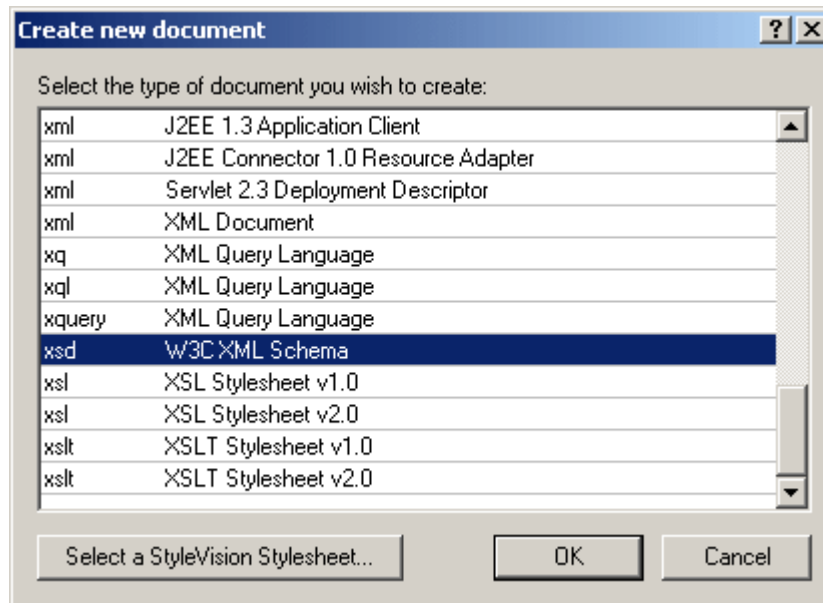 Create new document
Select the type of document you wish to create:
xml J2EE 1.3 Application Client
xml J2EE Connector 1.0 Resource Adapter
xml Servlet 2.3 Deployment Descriptor
xml XML Document
xq XML Query Language
xql XML Query Language
xquery XML Query Language
xsd W3C XML Schema
xsl XSL Stylesheet v1.0
xsl XSL Stylesheet v2.0
xslt XSLT Stylesheet v1.0
xslt XSLT Stylesheet v2.0
Select a StyleVision Stylesheet... OK Cancel